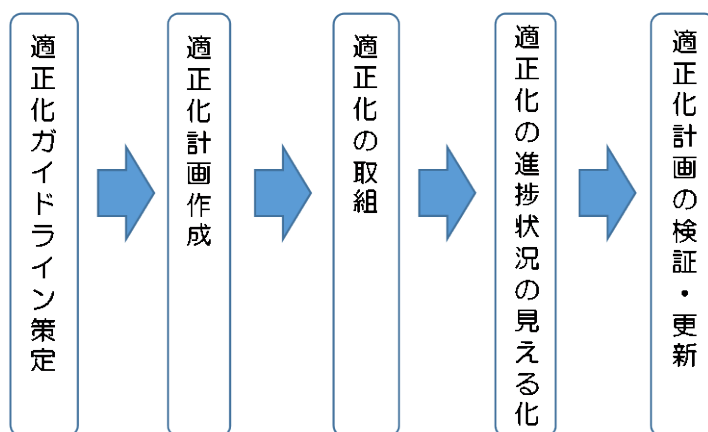 適正化ガイドライン策定
適正化計画作成
適正化の取組
適正化の進捗状況の見える化
適正化計画の検証・更新